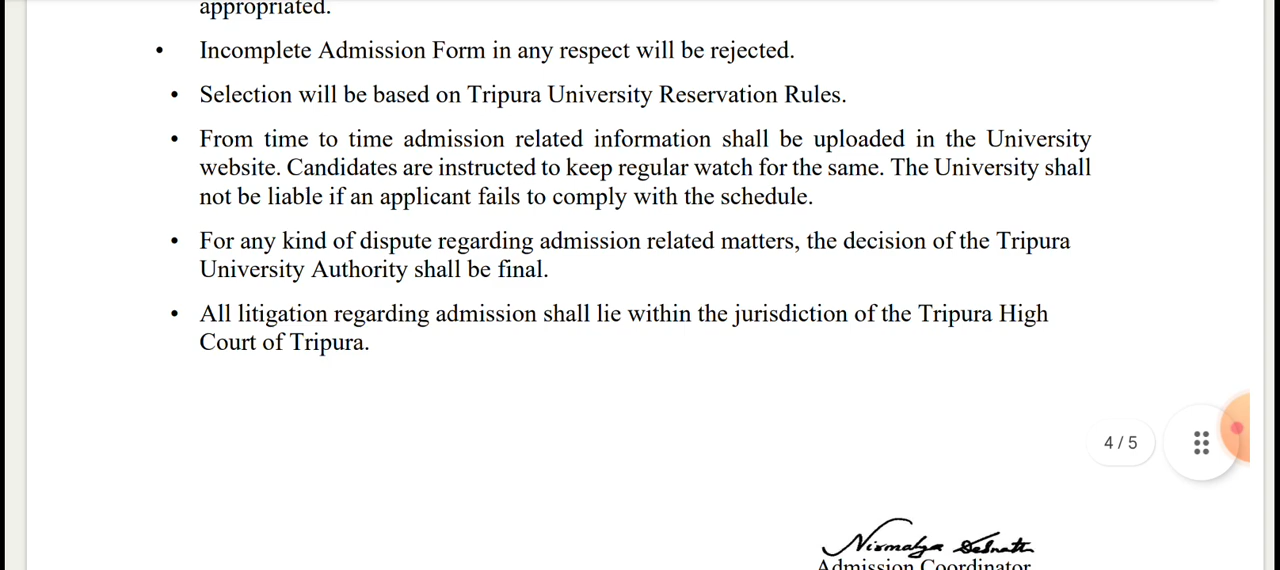 appropriated.
• Incomplete Admission Form in any respect will be rejected.
• Selection will be based on Tripura University Reservation Rules.
• From time to time admission related information shall be uploaded in the University
website. Candidates are instructed to keep regular watch for the same. The University shall
not be liable if an applicant fails to comply with the schedule.
• For any kind of dispute regarding admission related matters, the decision of the Tripura
University Authority shall be final.
• All litigation regarding admission shall lie within the jurisdiction of the Tripura High
Court of Tripura.
4 / 5
Nirmalya Debnath
Admission Coordinator